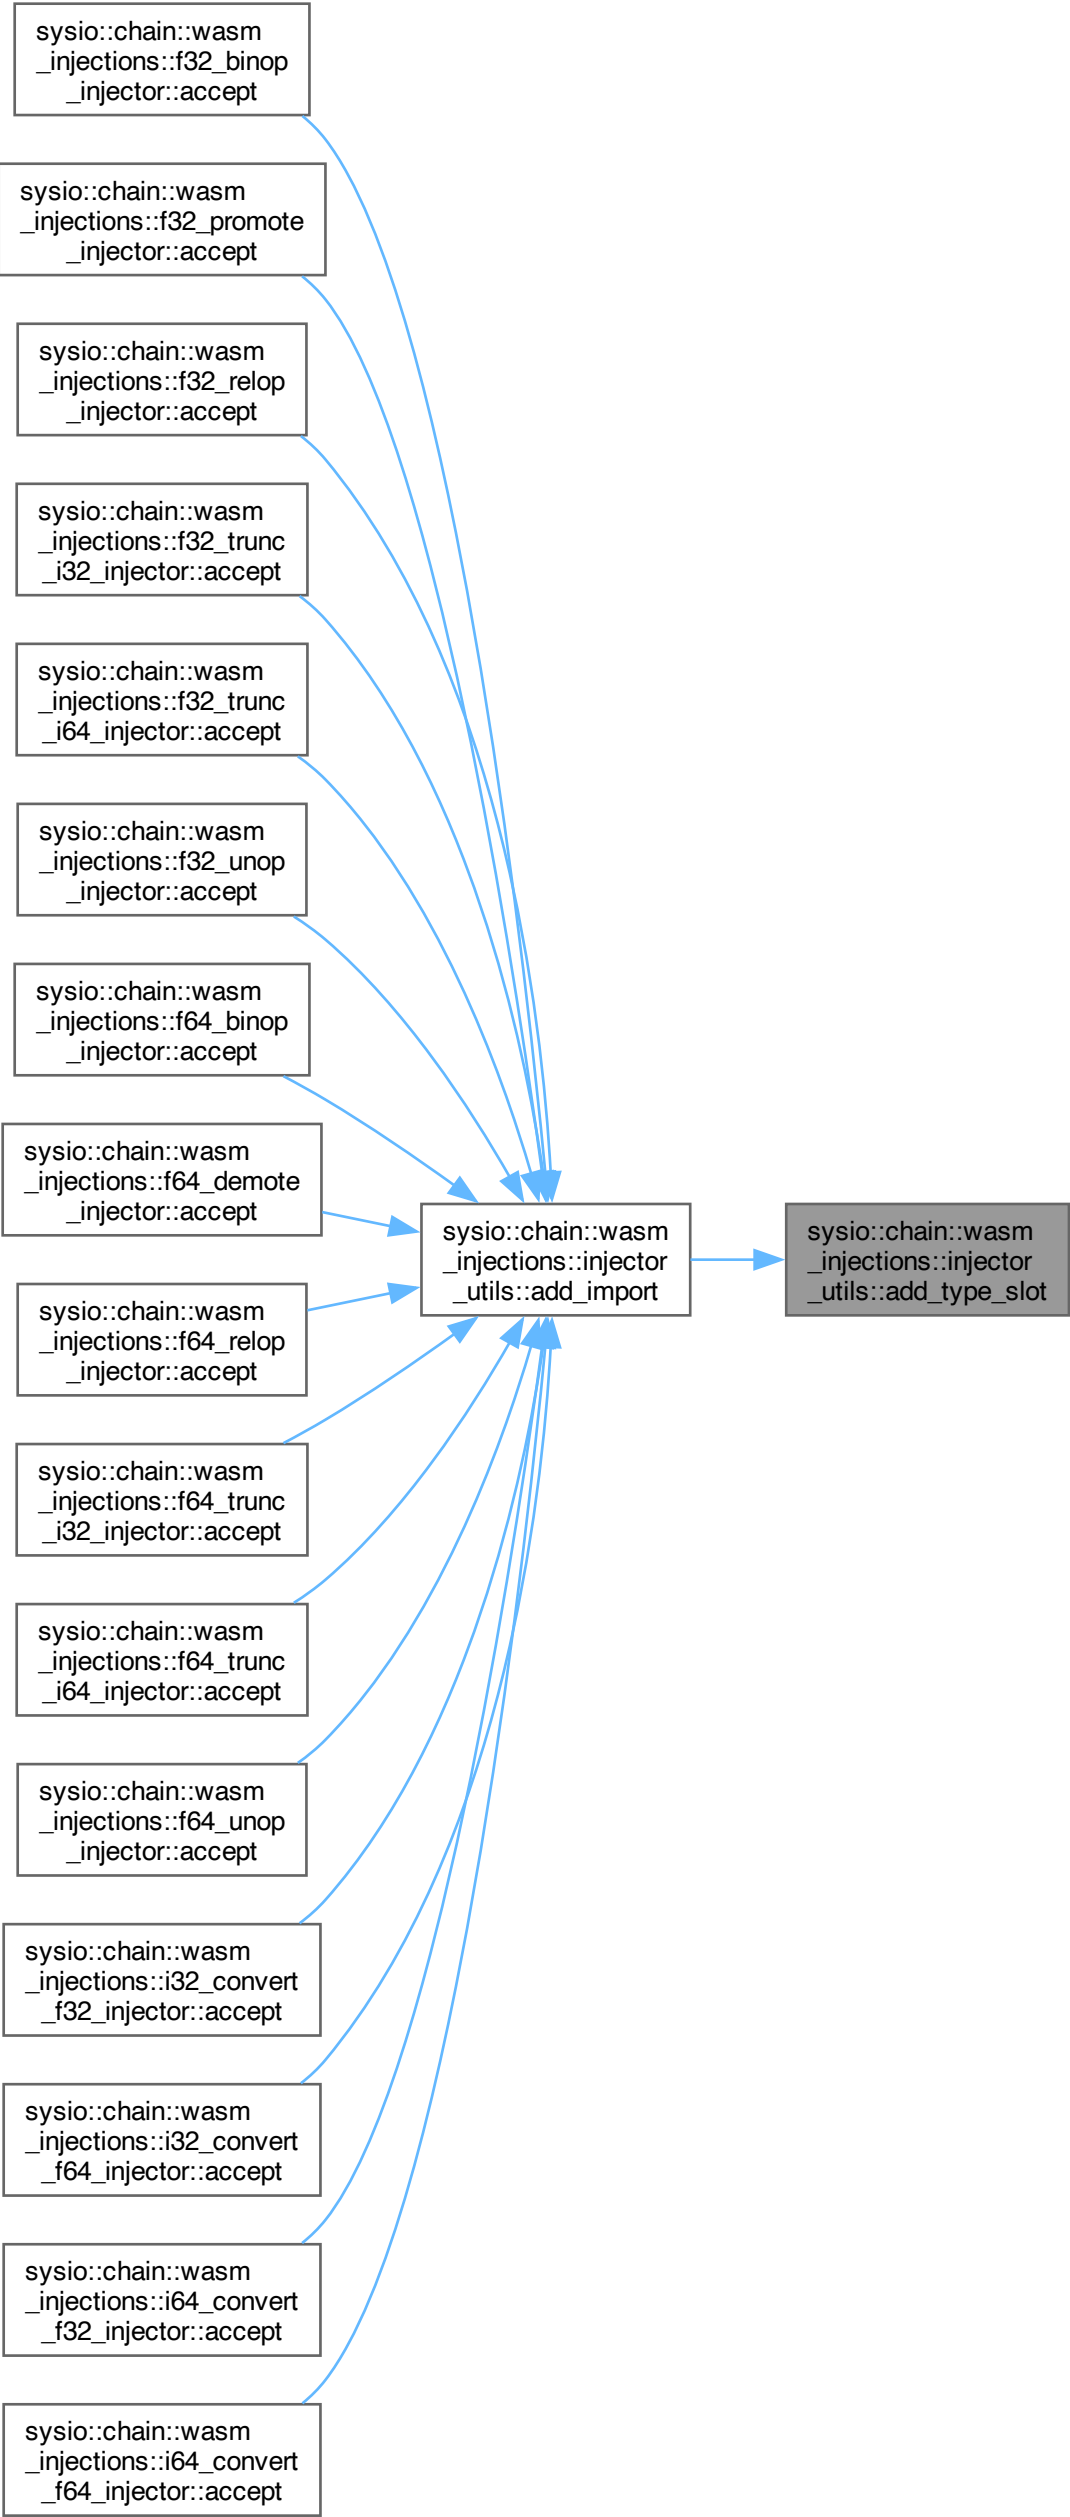 sysio::chain::wasm
_injections::f32_binop
_injector::accept
sysio::chain::wasm
_injections::f32_promote
_injector::accept
sysio::chain::wasm
_injections::f32_relop
_injector::accept
sysio::chain::wasm
_injections::f32_trunc
_i32_injector::accept
sysio::chain::wasm
_injections::f32_trunc
_i64_injector::accept
sysio::chain::wasm
_injections::f32_unop
_injector::accept
sysio::chain::wasm
_injections::f64_binop
_injector::accept
sysio::chain::wasm
_injections::f64_demote
_injector::accept
sysio::chain::wasm
_injections::f64_relop
_injector::accept
sysio::chain::wasm
_injections::f64_trunc
_i32_injector::accept
sysio::chain::wasm
_injections::f64_trunc
_i64_injector::accept
sysio::chain::wasm
_injections::f64_unop
_injector::accept
sysio::chain::wasm
_injections::i32_convert
_f32_injector::accept
sysio::chain::wasm
_injections::i32_convert
_f64_injector::accept
sysio::chain::wasm
_injections::i64_convert
_f32_injector::accept
sysio::chain::wasm
_injections::i64_convert
_f64_injector::accept
sysio::chain::wasm
_injections::injector
_utils::add_import
sysio::chain::wasm
_injections::injector
_utils::add_type_slot